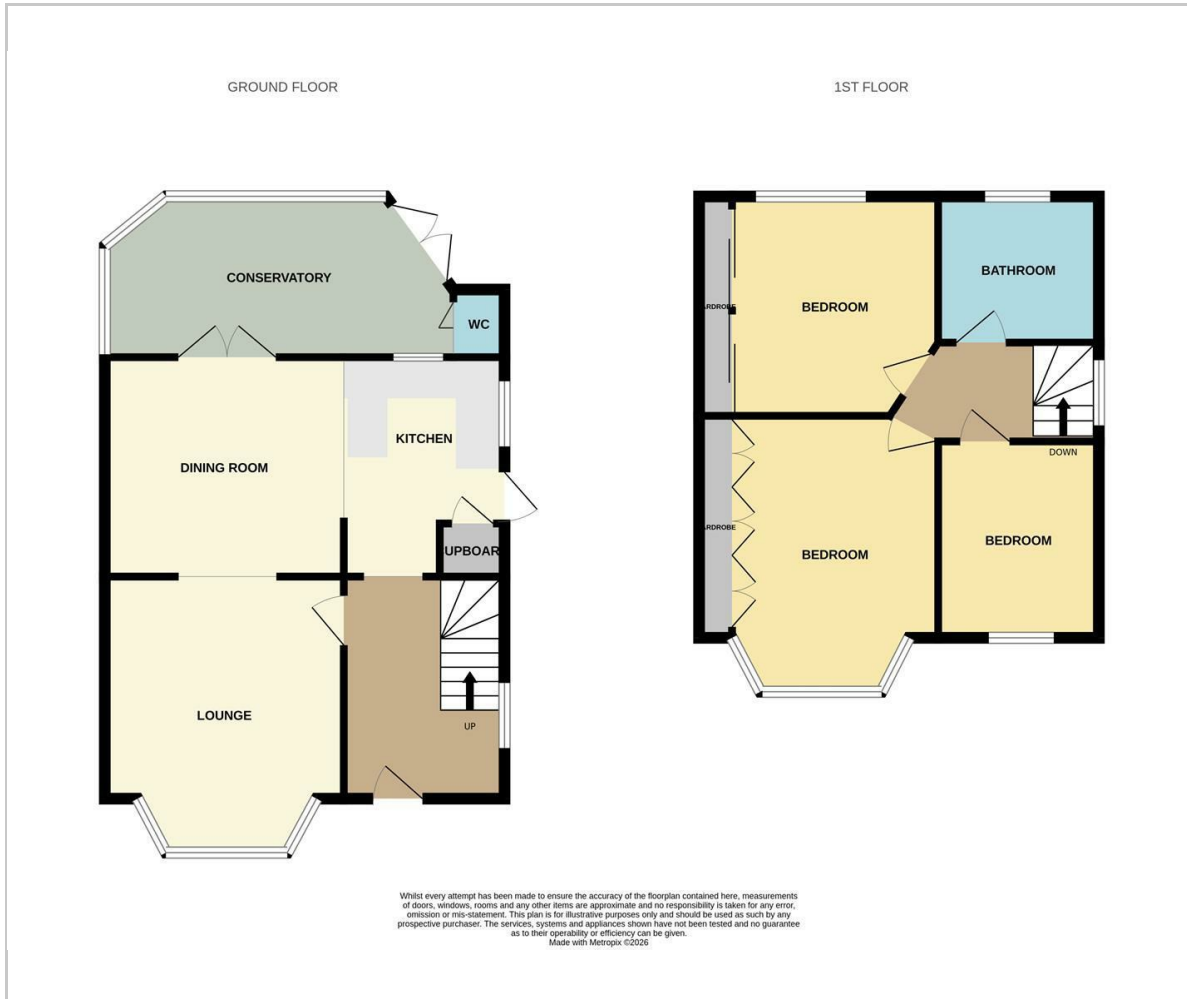 GROUND FLOOR
1ST FLOOR
CONSERVATORY
WC
KITCHEN
DINING ROOM
UPBOAR
LOUNGE
UP
BATHROOM
BEDROOM
ARDROBE
DOWN
BEDROOM
ARDROBE
BEDROOM
Whilst every attempt has been made to ensure the accuracy of the floorplan contained here, measurements
of doors, windows, rooms and any other items are approximate and no responsibility is taken for any error,
omission or mis-statement. This plan is for illustrative purposes only and should be used as such by any
prospective purchaser. The services, systems and appliances shown have not been tested and no guarantee
as to their operability or efficiency can be given.
Made with Metropix ©2026